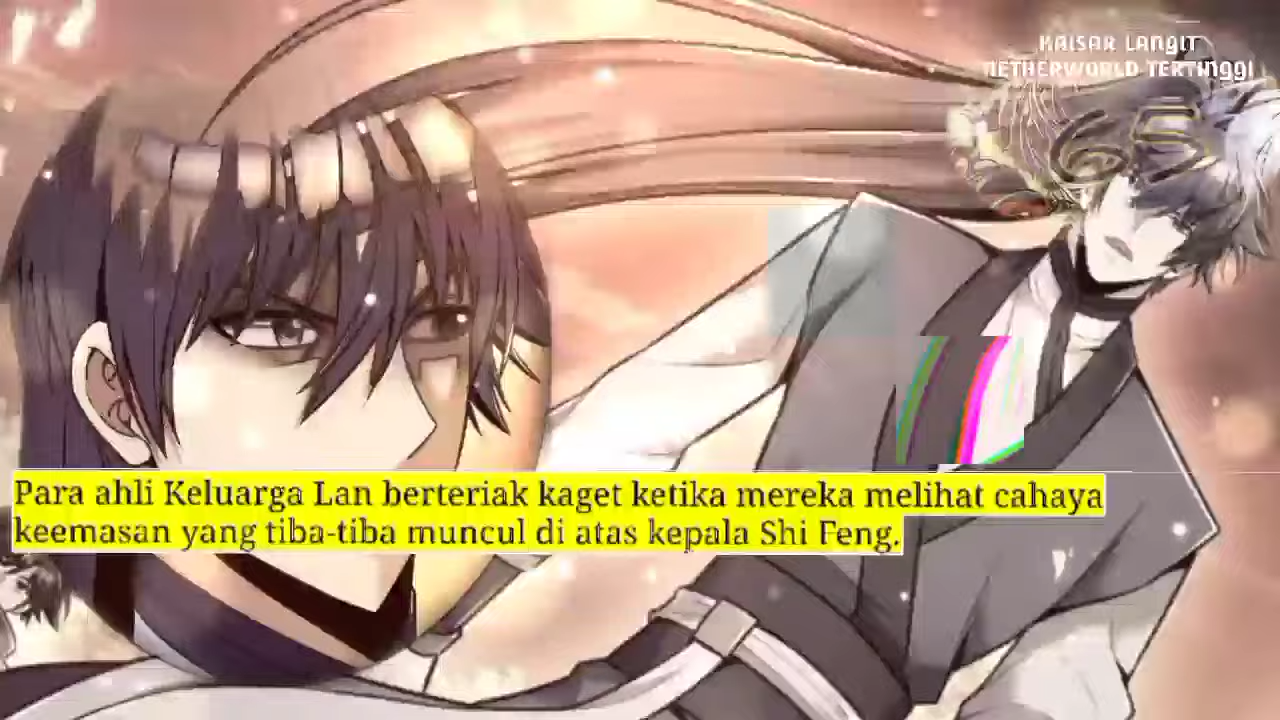 KAISAR LANGIT
NETHERWORLD TERTINGGI
65
Para ahli Keluarga Lan berteriak kaget ketika mereka melihat cahaya
keemasan yang tiba-tiba muncul di atas kepala Shi Feng.